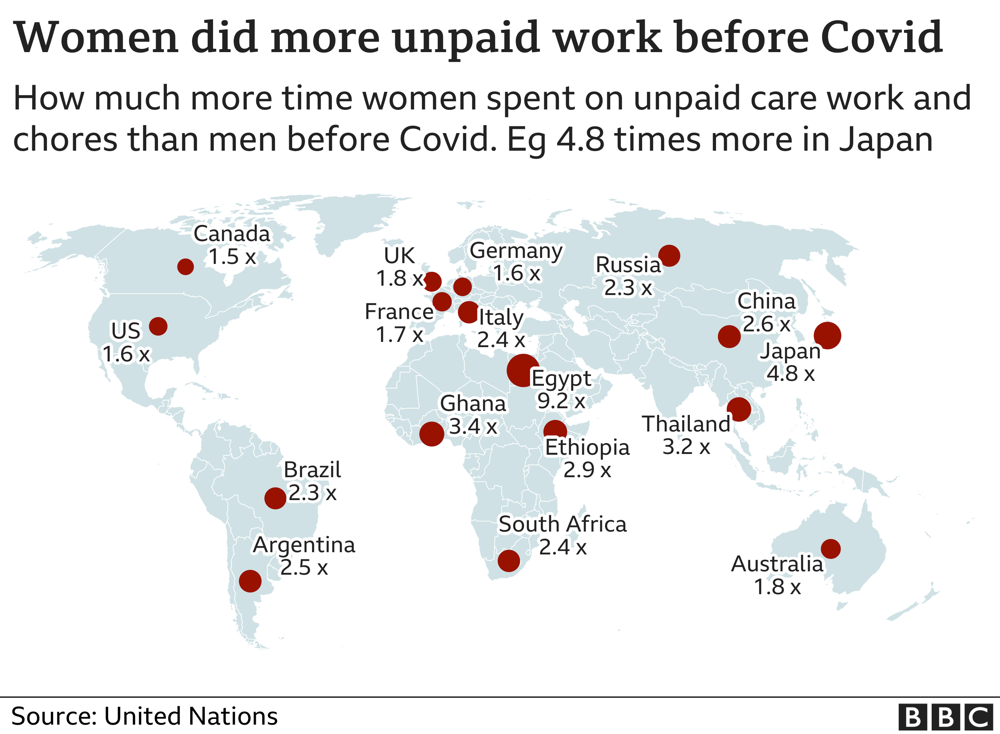 Women did more unpaid work before Covid
How much more time women spent on unpaid care work and
chores than men before Covid. Eg 4.8 times more in Japan
Canada
1.5 x
US
1.6 x
UK
1.8 x
Germany
1.6 x
France
1.7 x
Italy
2.4 x
Russia
2.3 x
China
2.6 x
Japan
4.8 x
Egypt
9.2 x
Ghana
3.4 x
Ethiopia
2.9 x
Thailand
3.2 x
Brazil
2.3 x
Argentina
2.5 x
South Africa
2.4 x
Australia
1.8 x
Source: United Nations
BBC